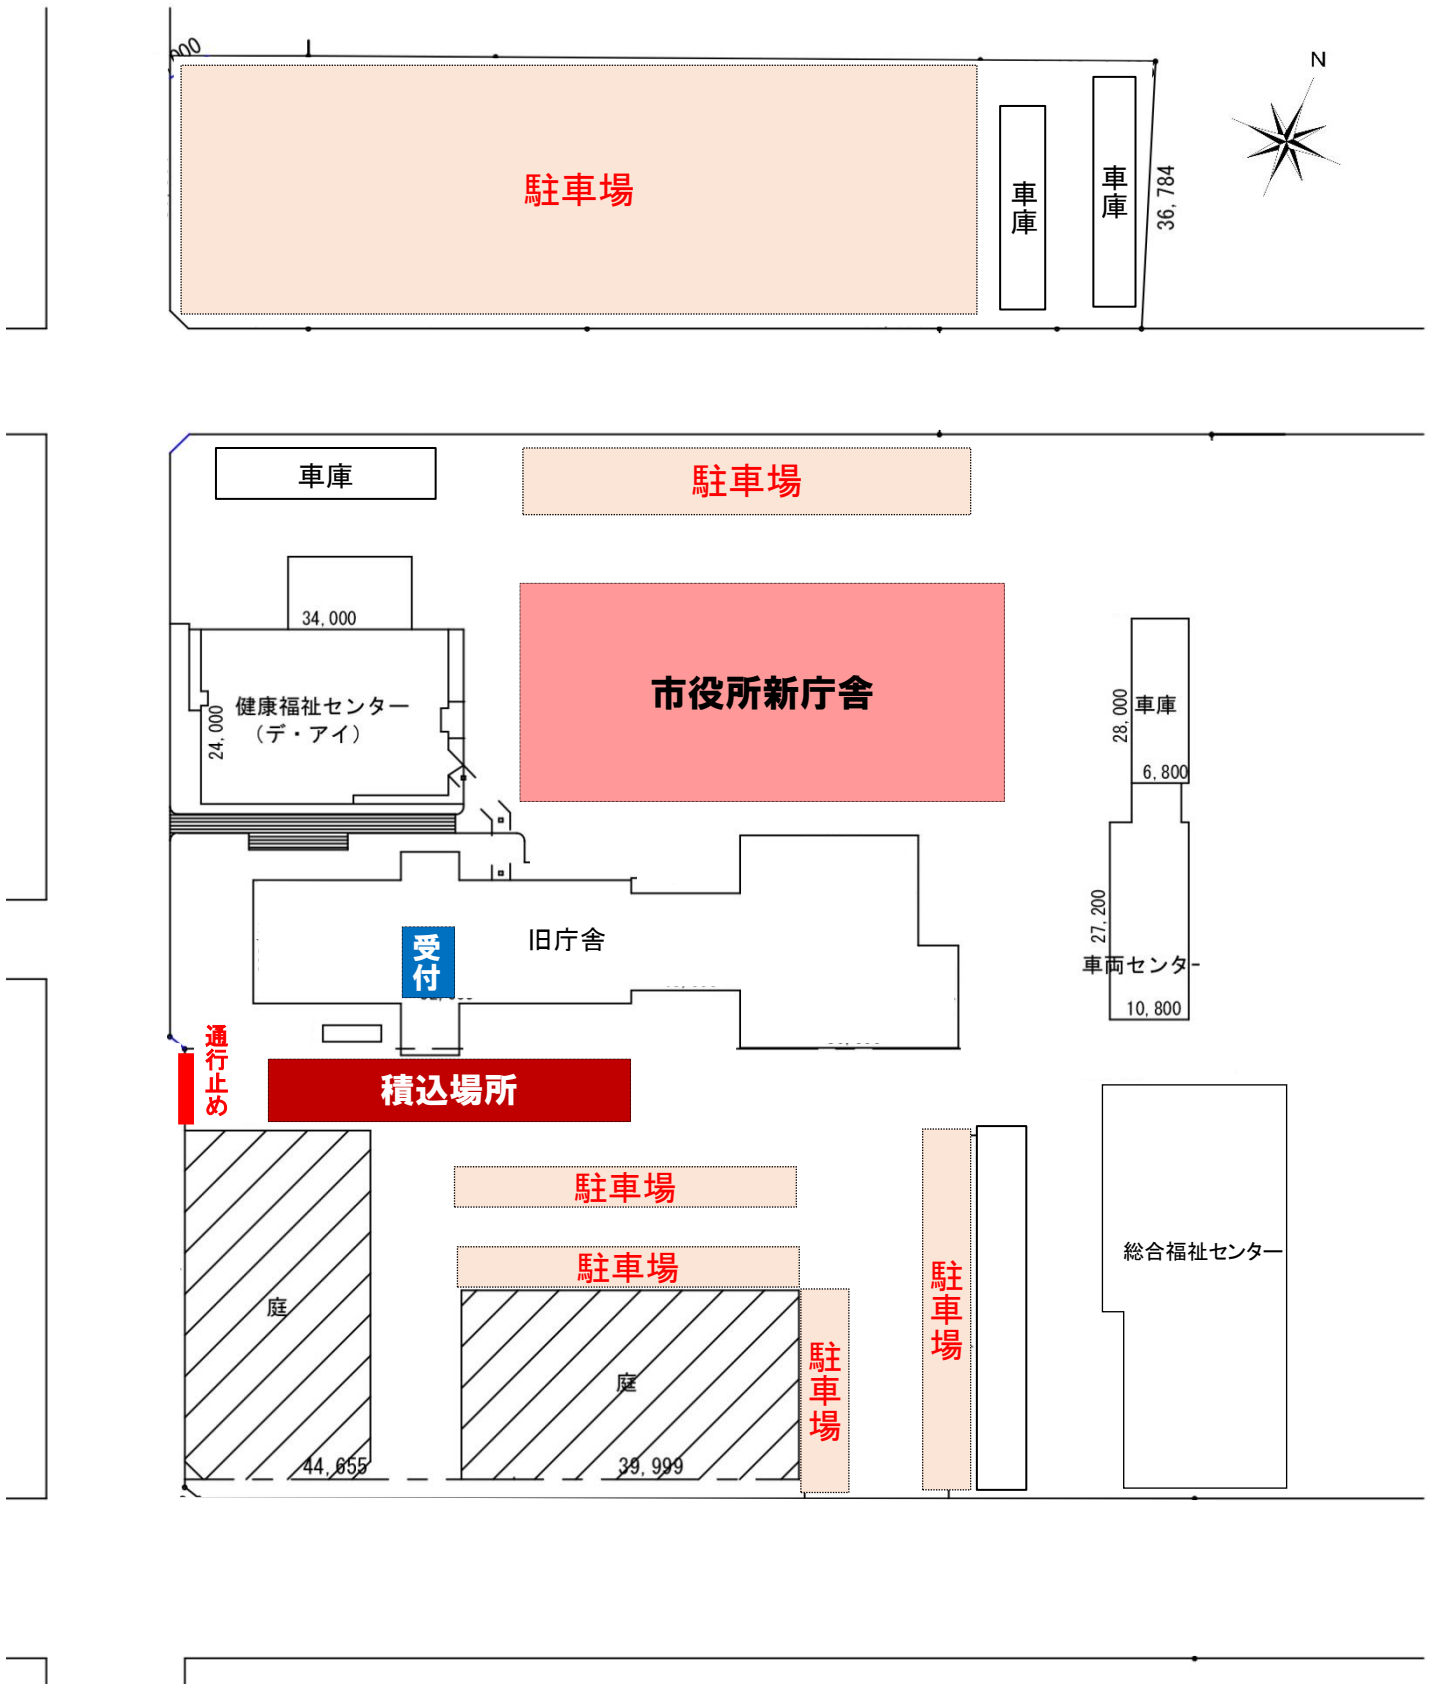 000
N
駐車場
車庫
車庫
36,784
車庫
駐車場
34,000
市役所新庁舎
健康福祉センター
(デ・アイ)
24,000
28,000
車庫
6,800
受付
旧庁舎
27,200
車両センター
10,800
通行止め
積込場所
駐車場
駐車場
駐車場
総合福祉センター
庭
庭
駐車場
44,655
39,999